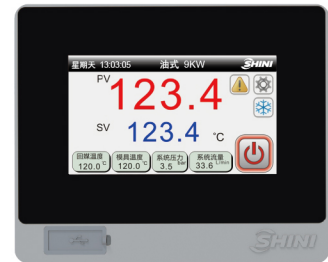 星期天 13:03:05 油式 9KW SHINI
PV 123.4
SV 123.4 °C
回媒温度 模具温度 系统压力 系统流量
120.0 °C 120.0 °C 3.5 bar 33.6 L/min
SHINI